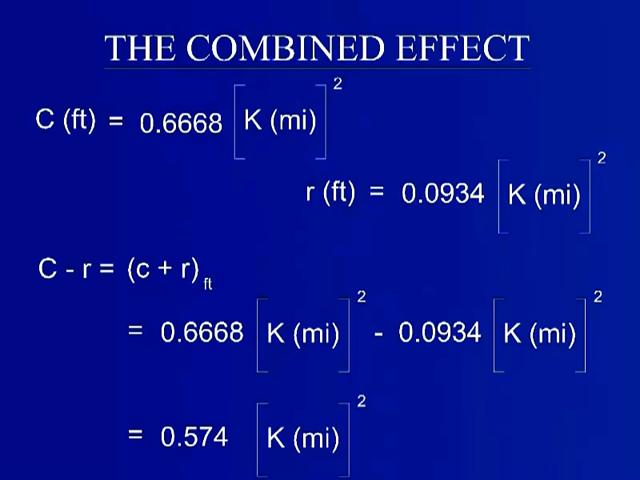 THE COMBINED EFFECT
C (ft) = 0.6668 [K (mi)]²
r (ft) = 0.0934 [K (mi)]²
C - r = (c + r) ft
= 0.6668 [K (mi)]² - 0.0934 [K (mi)]²
= 0.574 [K (mi)]²